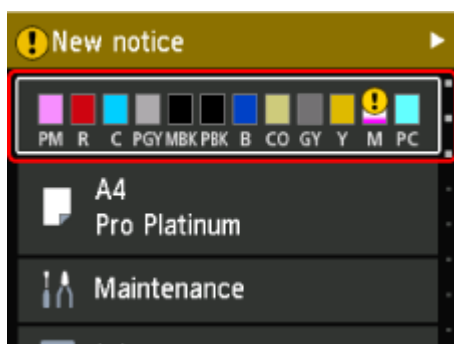 New notice
PM R C PGY MBK PBK B CO GY Y M PC
A4
Pro Platinum
Maintenance